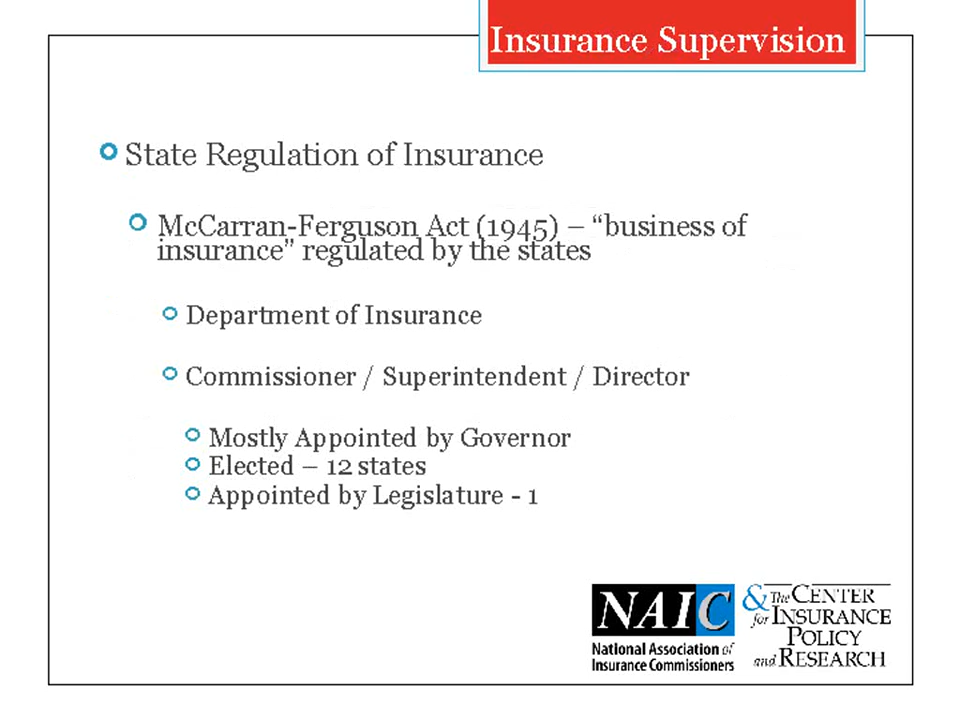 Insurance Supervision
State Regulation of Insurance
McCarran-Ferguson Act (1945) – “business of
insurance” regulated by the states
Department of Insurance
Commissioner / Superintendent / Director
Mostly Appointed by Governor
Elected – 12 states
Appointed by Legislature - 1
NAIC
National Association of
Insurance Commissioners
& The CENTER
for INSURANCE
POLICY
and RESEARCH